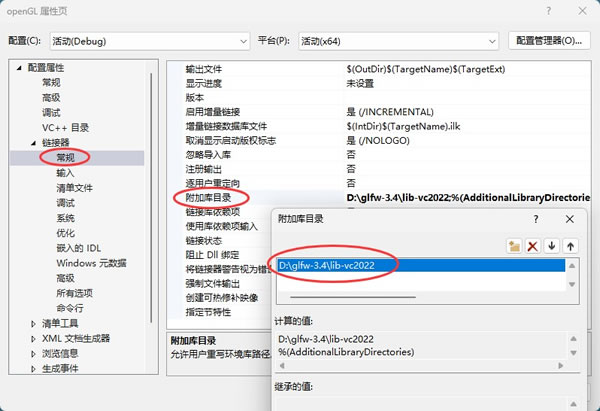 openGL 属性页
配置(C): 活动(Debug) 平台(P): 活动(x64) 配置管理器(O)...
配置属性
常规
高级
调试
VC++ 目录
链接器
常规
输入
清单文件
调试
系统
优化
嵌入的 IDL
Windows 元数据
高级
所有选项
命令行
清单工具
XML 文档生成器
浏览信息
生成事件
输出文件 $(OutDir)$(TargetName)$(TargetExt)
显示进度 未设置
版本
启用增量链接 是 (/INCREMENTAL)
增量链接数据库文件 $(IntDir)$(TargetName).ilk
取消显示启动版权标志 是 (/NOLOGO)
忽略导入库 否
注册输出 否
逐用户重定向 否
附加库目录 D:\glfw-3.4\lib-vc2022;%(AdditionalLibraryDirectories
链接库依赖项
使用库依赖项输入
链接状态
阻止 Dll 绑定
将链接器警告视为错
强制文件输出
创建可热修补映像
指定节特性
附加库目录
允许用户重写环境库路径
附加库目录
D:\glfw-3.4\lib-vc2022
计算的值:
D:\glfw-3.4\lib-vc2022
%(AdditionalLibraryDirectories)
继承的值: